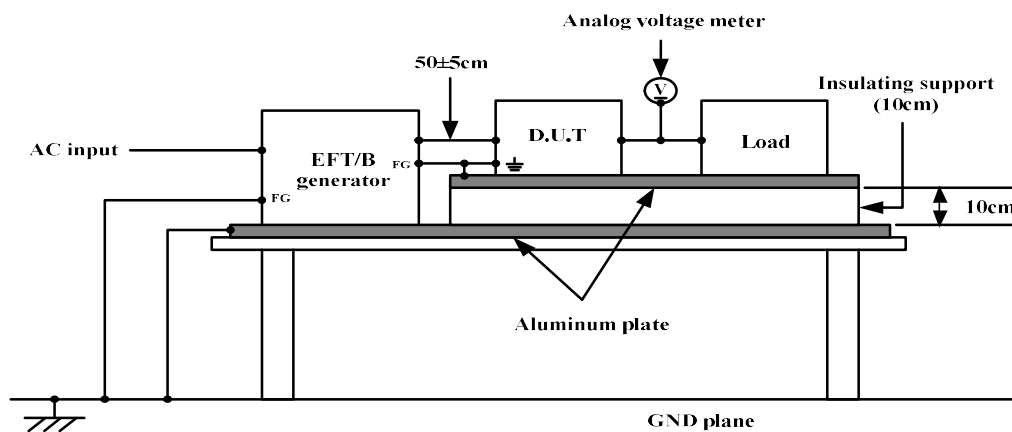 Analog voltage meter
50±5cm
Insulating support
(10cm)
V
AC input
EFT/B
generator
FG
D.U.T
Load
FG
10cm
Aluminum plate
GND plane